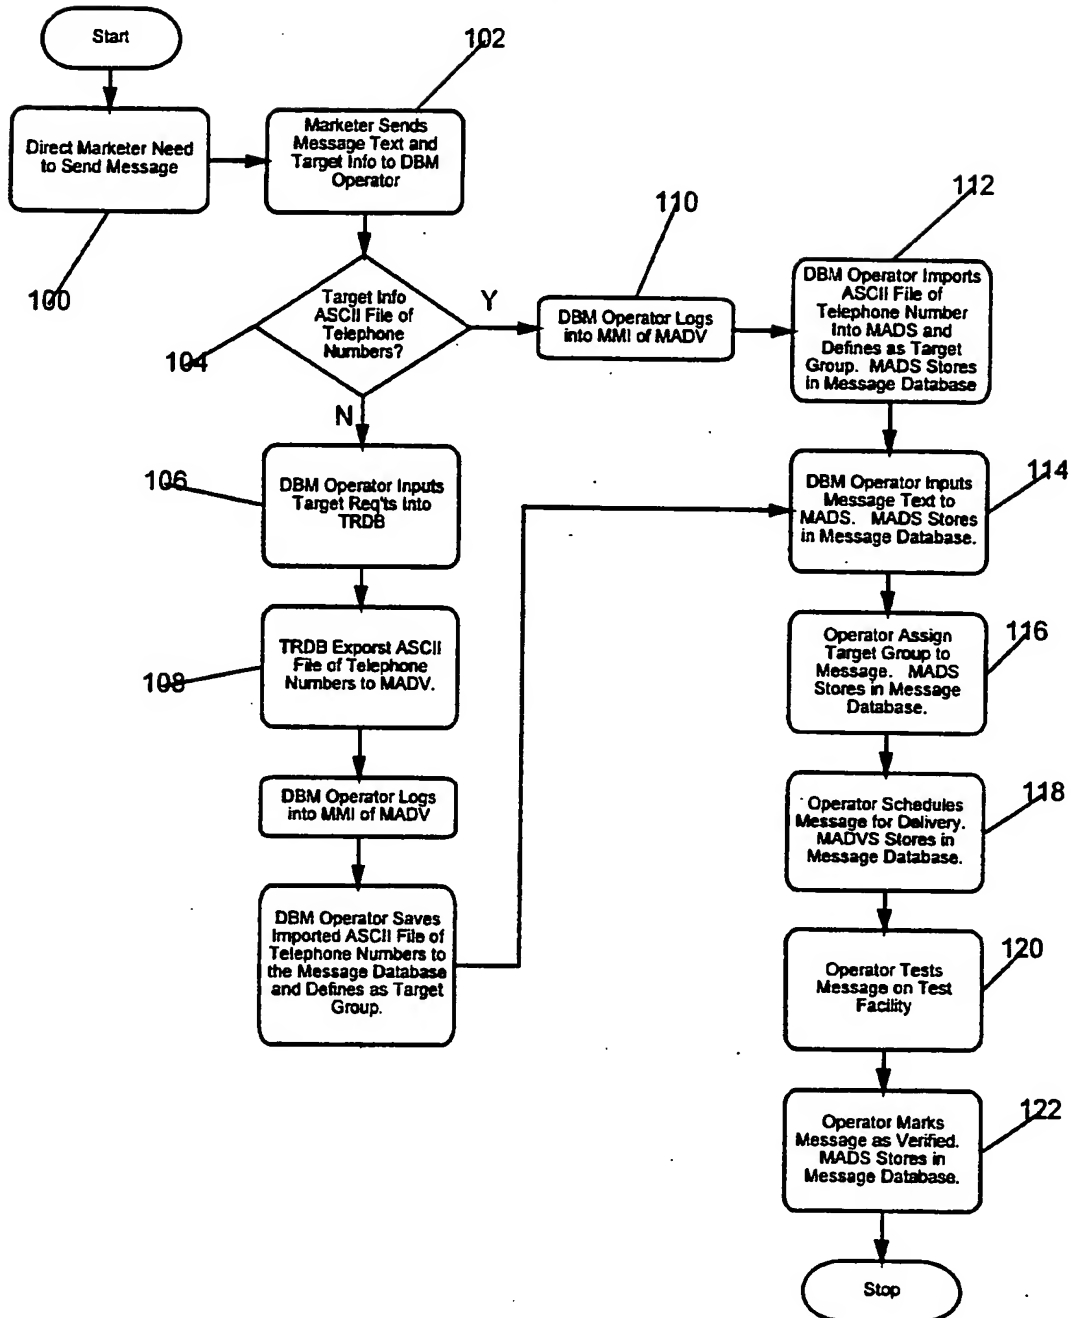 Start
102
Direct Marketer Need
to Send Message
100
Marketer Sends
Message Text and
Target Info to DBM
Operator
Target Info
ASCII File of
Telephone
Numbers?
104
Y
N
110
DBM Operator Logs
into MMI of MADV
112
DBM Operator Imports
ASCII File of
Telephone Number
Into MADS and
Defines as Target
Group. MADS Stores
in Message Database
106
DBM Operator Inputs
Target Req'ts Into
TRDB
108
TRDB Exporst ASCII
File of Telephone
Numbers to MADV.
DBM Operator Logs
into MMI of MADV
DBM Operator Saves
Imported ASCII File of
Telephone Numbers to
the Message Database
and Defines as Target
Group.
DBM Operator Inputs
Message Text to
MADS. MADS Stores
in Message Database.
114
Operator Assign
Target Group to
Message. MADS
Stores in Message
Database.
116
Operator Schedules
Message for Delivery.
MADVS Stores in
Message Database.
118
Operator Tests
Message on Test
Facility
120
Operator Marks
Message as Verified.
MADS Stores in
Message Database.
122
Stop